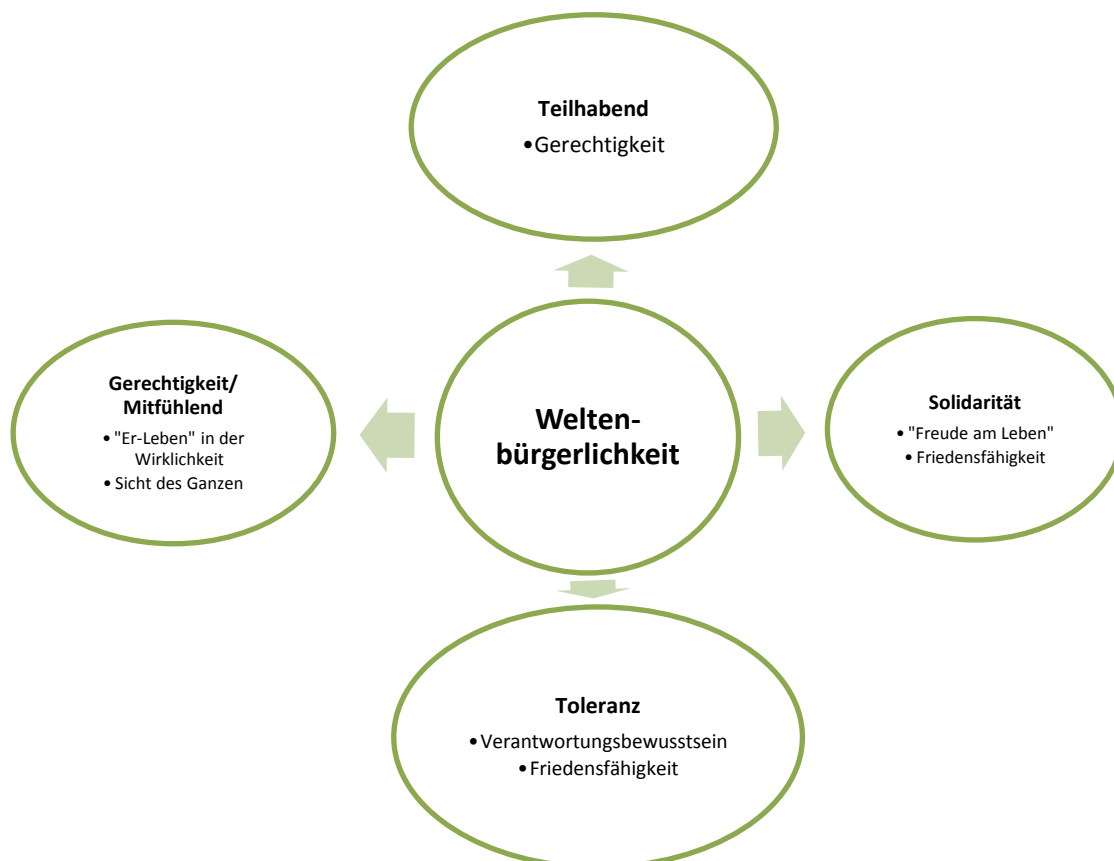 Teilhabend
•Gerechtigkeit
Gerechtigkeit/
Mitfühlend
• "Er-Leben" in der
Wirklichkeit
• Sicht des Ganzen
Welten-
bürgerlichkeit
Solidarität
• "Freude am Leben"
• Friedensfähigkeit
Toleranz
•Verantwortungsbewusstsein
•Friedensfähigkeit